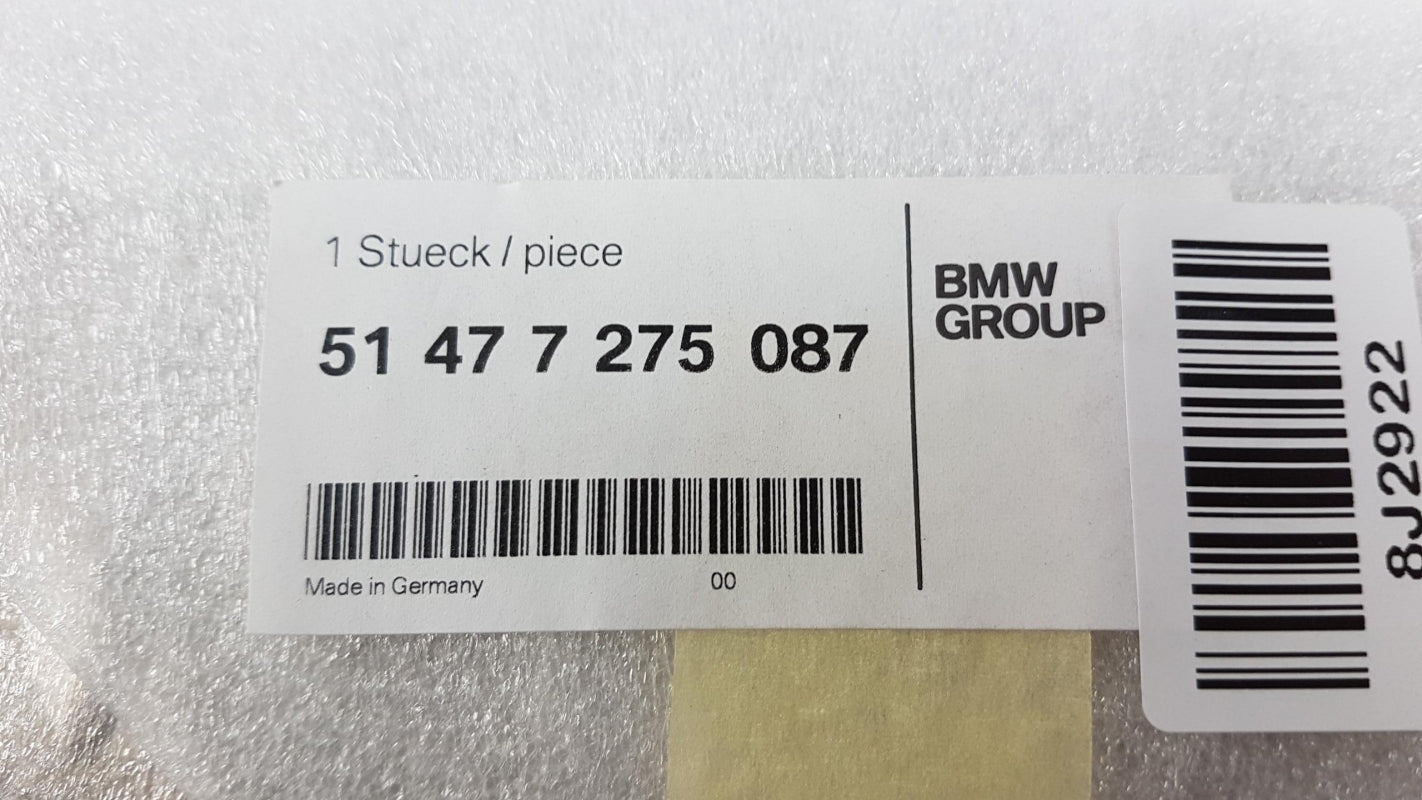 1 Stueck / piece
51 47 7 275 087
Made in Germany 00
BMW
GROUP
8J2922